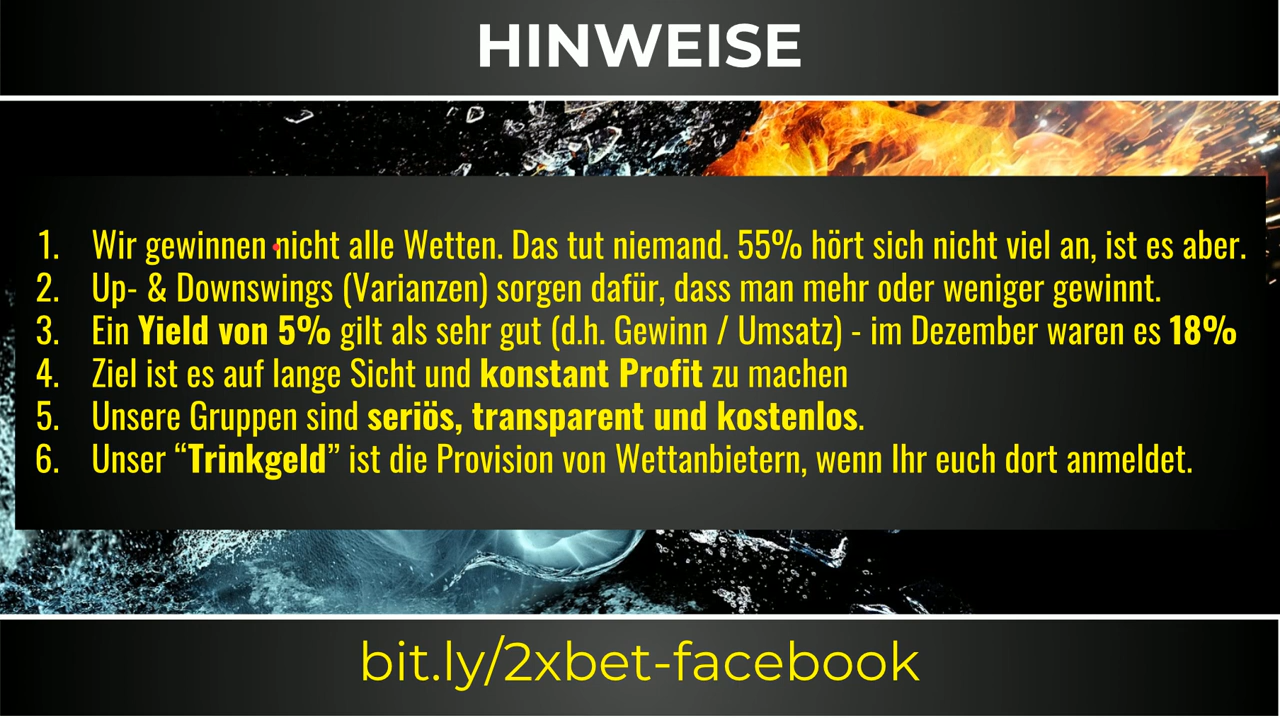 HINWEISE
1. Wir gewinnen nicht alle Wetten. Das tut niemand. 55% hört sich nicht viel an, ist es aber.
2. Up- & Downswings (Varianzen) sorgen dafür, dass man mehr oder weniger gewinnt.
3. Ein Yield von 5% gilt als sehr gut (d.h. Gewinn / Umsatz) - im Dezember waren es 18%
4. Ziel ist es auf lange Sicht und konstant Profit zu machen
5. Unsere Gruppen sind seriös, transparent und kostenlos.
6. Unser “Trinkgeld” ist die Provision von Wettanbietern, wenn Ihr euch dort anmeldet.
bit.ly/2xbet-facebook